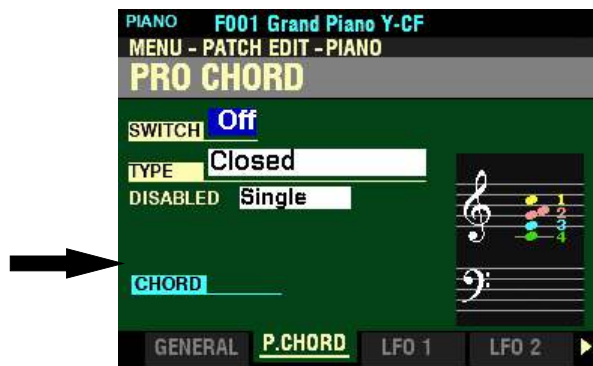 PIANO F001 Grand Piano Y-CF
MENU - PATCH EDIT -PIANO
PRO CHORD
SWITCH Off
TYPE Closed
DISABLED Single
1
2
3
4
CHORD
GENERAL P.CHORD LFO 1 LFO 2